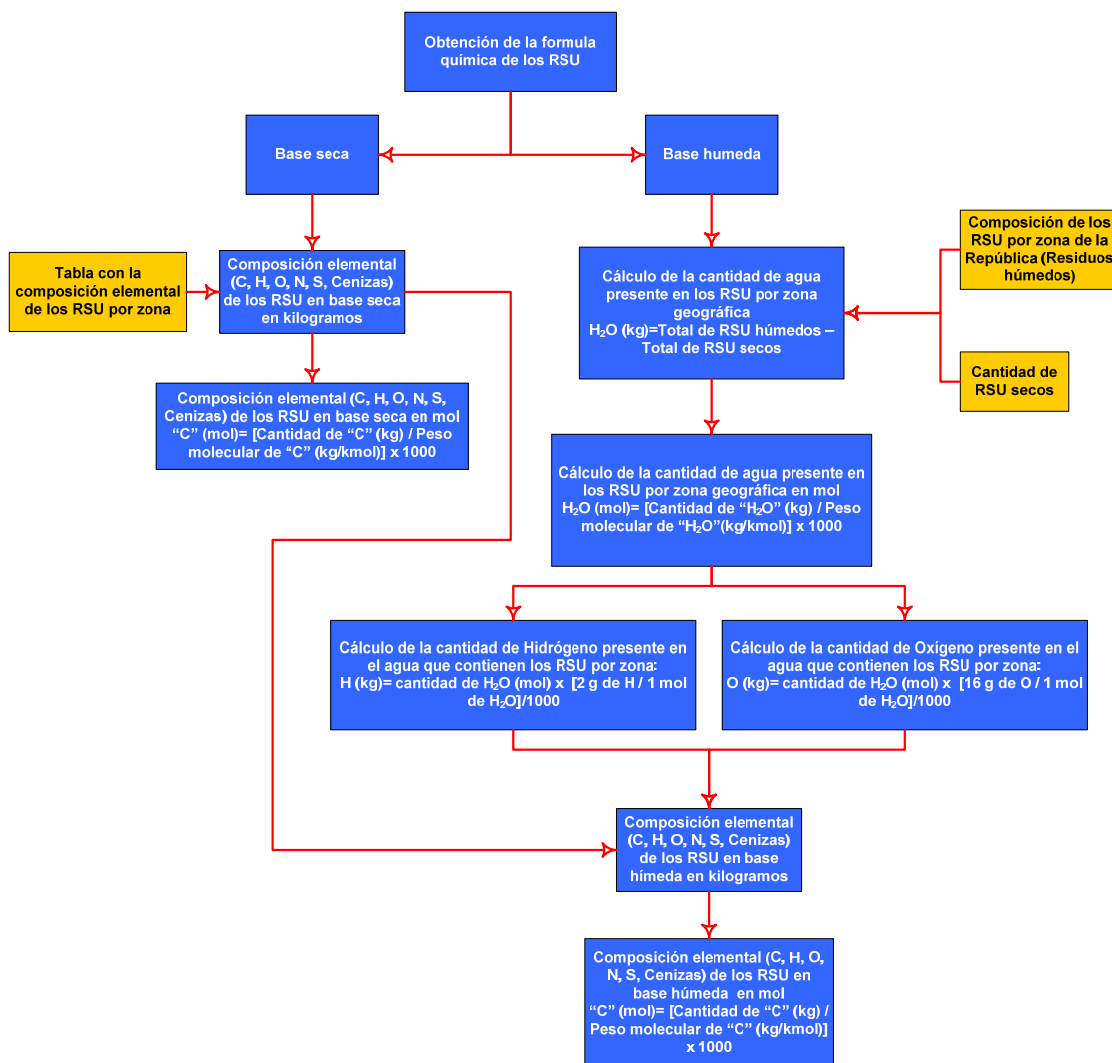 Obtención de la formula
química de los RSU
Base seca
Base humeda
Composición de los
RSU por zona de la
República (Residuos
húmedos)
Tabla con la
composición elemental
de los RSU por zona
Composición elemental
(C, H, O, N, S, Cenizas)
de los RSU en base seca
en kilogramos
Cálculo de la cantidad de agua
presente en los RSU por zona
geográfica
H₂O (kg)=Total de RSU húmedos –
Total de RSU secos
Cantidad de
RSU secos
Composición elemental (C, H, O, N, S,
Cenizas) de los RSU en base seca en mol
“C” (mol)= [Cantidad de “C” (kg) / Peso
molecular de “C” (kg/kmol)] x 1000
Cálculo de la cantidad de agua presente en
los RSU por zona geográfica en mol
H₂O (mol)= [Cantidad de “H₂O” (kg) / Peso
molecular de “H₂O”(kg/kmol)] x 1000
Cálculo de la cantidad de Hidrógeno presente en
el agua que contienen los RSU por zona:
H (kg)= cantidad de H₂O (mol) x [2 g de H / 1 mol
de H₂O]/1000
Cálculo de la cantidad de Oxígeno presente en el
agua que contienen los RSU por zona:
O (kg)= cantidad de H₂O (mol) x [16 g de O / 1 mol
de H₂O]/1000
Composición elemental
(C, H, O, N, S, Cenizas)
de los RSU en base
hímeda en kilogramos
Composición elemental (C, H, O,
N, S, Cenizas) de los RSU en
base húmeda en mol
“C” (mol)= [Cantidad de “C” (kg) /
Peso molecular de “C” (kg/kmol)]
x 1000